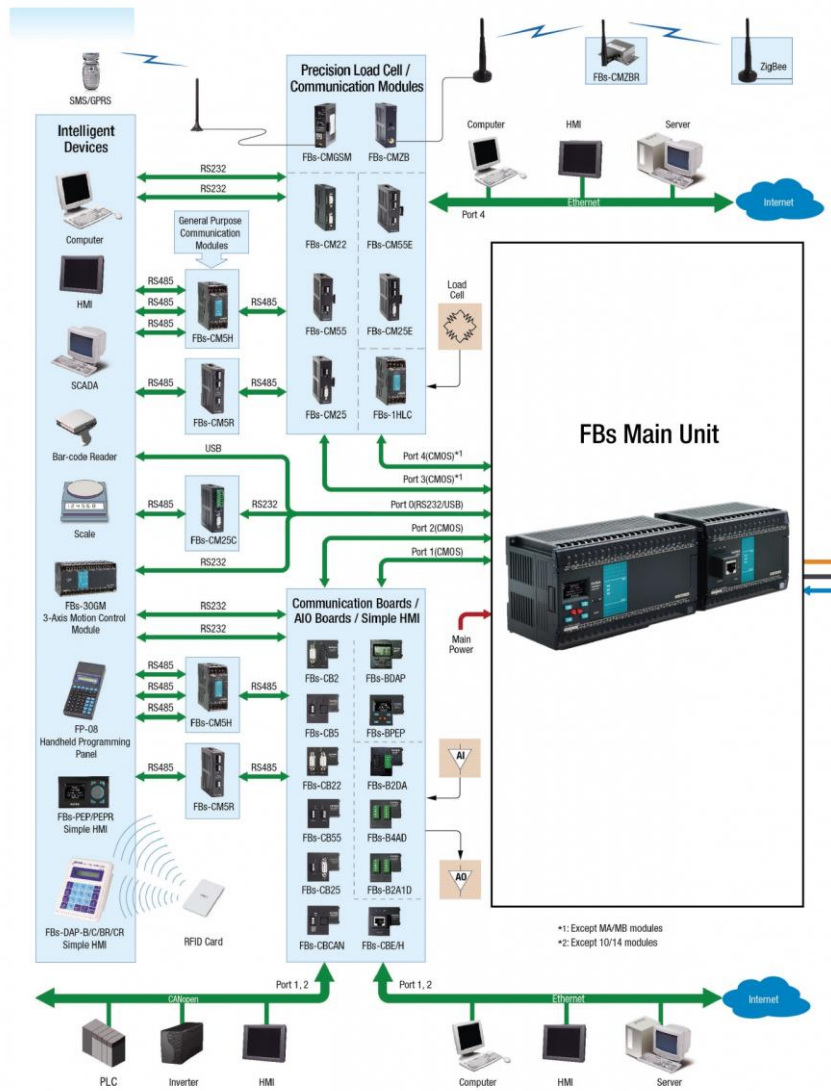 SMS/GPRS
Precision Load Cell /
Communication Modules
FBs-CMGSM
FBs-CMZB
FBs-CMZBR
ZigBee
Computer
HMI
Server
Ethernet
Port 4
Internet
Intelligent
Devices
Computer
HMI
SCADA
Bar-code Reader
Scale
FBs-30GM
3-Axis Motion Control
Module
FP-08
Handheld Programming
Panel
FBs-PEP/PEPR
Simple HMI
FBs-DAP-B/C/BR/CR
Simple HMI
RFID Card
RS232
RS232
General Purpose
Communication
Modules
RS485
RS485
RS485
FBs-CM5H
RS485
RS485
FBs-CM5R
RS485
USB
RS485
FBs-CM25C
RS232
RS232
RS232
RS232
RS485
RS485
RS485
FBs-CM5H
RS485
RS485
FBs-CM5R
RS485
FBs-CM22
FBs-CM55E
FBs-CM55
FBs-CM25E
FBs-CM25
FBs-1HLC
Load
Cell
Port 4(CMOS)*1
Port 3(CMOS)*1
Port 0(RS232/USB)
Port 2(CMOS)
Port 1(CMOS)
FBs Main Unit
Main
Power
Communication Boards /
AIO Boards / Simple HMI
FBs-CB2
FBs-BDAP
FBs-CB5
FBs-BPEP
FBs-CB22
FBs-B2DA
FBs-CB55
FBs-B4AD
FBs-CB25
FBs-B2A1D
FBs-CBCAN
FBs-CBE/H
AI
AO
*1: Except MA/MB modules
*2: Except 10/14 modules
Port 1, 2
CANopen
PLC
Inverter
HMI
Port 1, 2
Ethernet
Internet
Computer
HMI
Server